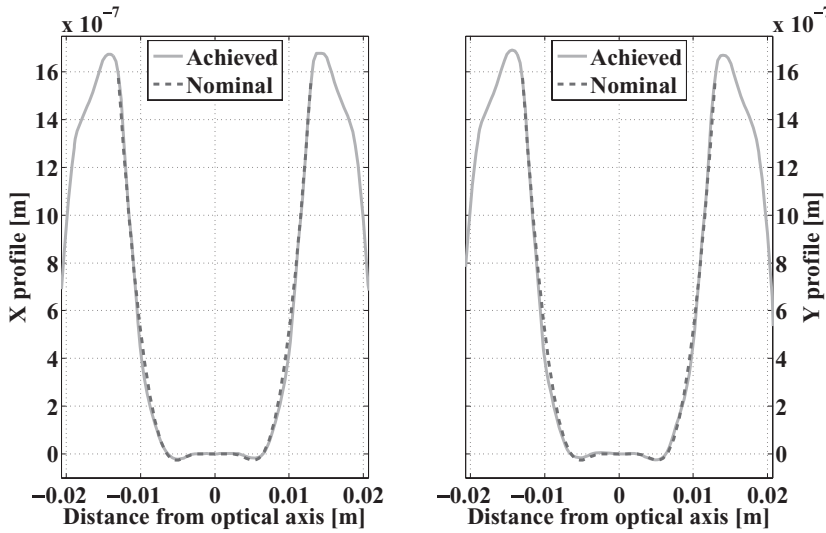 x 10⁻⁷
x 10⁻⁷
Achieved
Nominal
Achieved
Nominal
16
14
12
10
8
6
4
2
0
16
14
12
10
8
6
4
2
0
X profile [m]
Y profile [m]
−0.02 −0.01 0 0.01 0.02
−0.02 −0.01 0 0.01 0.02
Distance from optical axis [m]
Distance from optical axis [m]